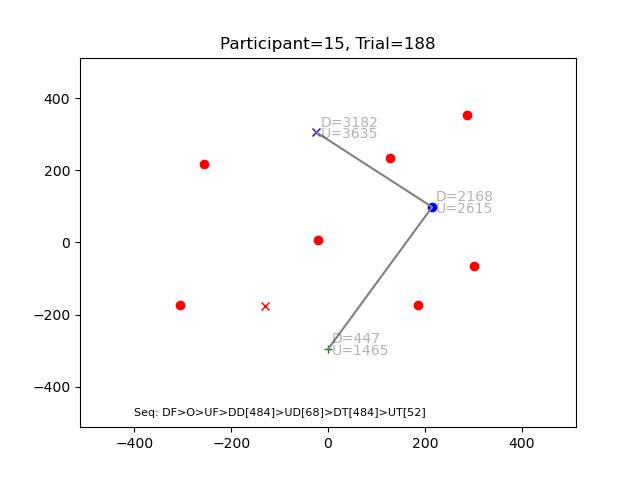 Participant=15, Trial=188
400
200
0
−200
−400
D=3182
U=3635
D=2168
U=2615
D=447
U=1465
Seq: DF>O>UF>DD[484]>UD[68]>DT[484]>UT[52]
−400
−200
0
200
400